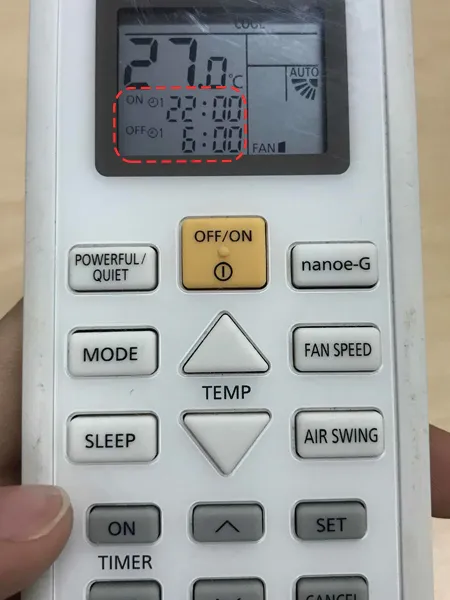 COOL
27.0°C
AUTO
ON 1 22:00
OFF 1 6:00
FAN
POWERFUL/
QUIET
OFF/ON
nanoe-G
MODE
FAN SPEED
TEMP
SLEEP
AIR SWING
ON
SET
TIMER
CANCEL